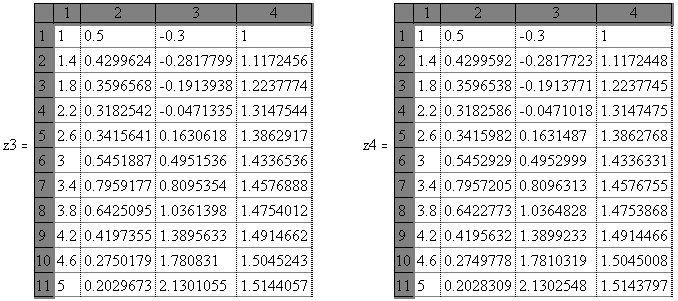 1 2 3 4 1 2 3 4
1 1 0.5 -0.3 1 1 1 0.5 -0.3 1
2 1.4 0.4299624 -0.2817799 1.1172456 2 1.4 0.4299592 -0.2817723 1.1172448
3 1.8 0.3596568 -0.1913938 1.2237774 3 1.8 0.3596538 -0.1913771 1.2237745
4 2.2 0.3182542 -0.0471335 1.3147544 4 2.2 0.3182586 -0.0471018 1.3147475
5 2.6 0.3415641 0.1630618 1.3862917 5 2.6 0.3415982 0.1631487 1.3862768
z3 = 6 3 0.5451887 0.4951536 1.4336536 z4 = 6 3 0.5452929 0.4952999 1.4336331
7 3.4 0.7959177 0.8095354 1.4576888 7 3.4 0.7957205 0.8096313 1.4576755
8 3.8 0.6425095 1.0361398 1.4754012 8 3.8 0.6422773 1.0364828 1.4753868
9 4.2 0.4197355 1.3895633 1.4914662 9 4.2 0.4195632 1.3899233 1.4914466
10 4.6 0.2750179 1.780831 1.5045243 10 4.6 0.2749778 1.7810319 1.5045008
11 5 0.2029673 2.1301055 1.5144057 11 5 0.2028309 2.1302548 1.5143797